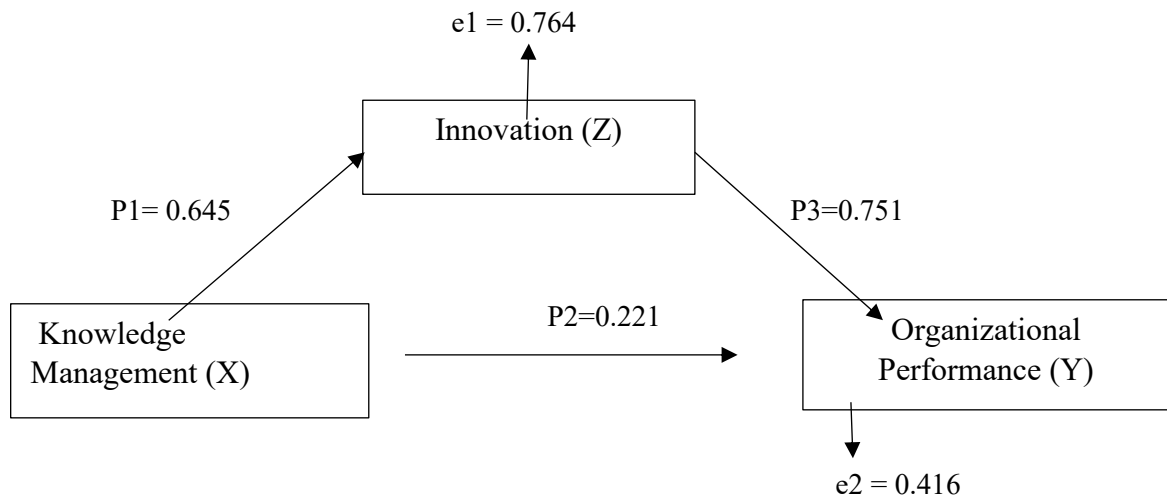 e1 = 0.764
Innovation (Z)
P1= 0.645
P3=0.751
P2=0.221
Knowledge
Management (X)
Organizational
Performance (Y)
e2 = 0.416